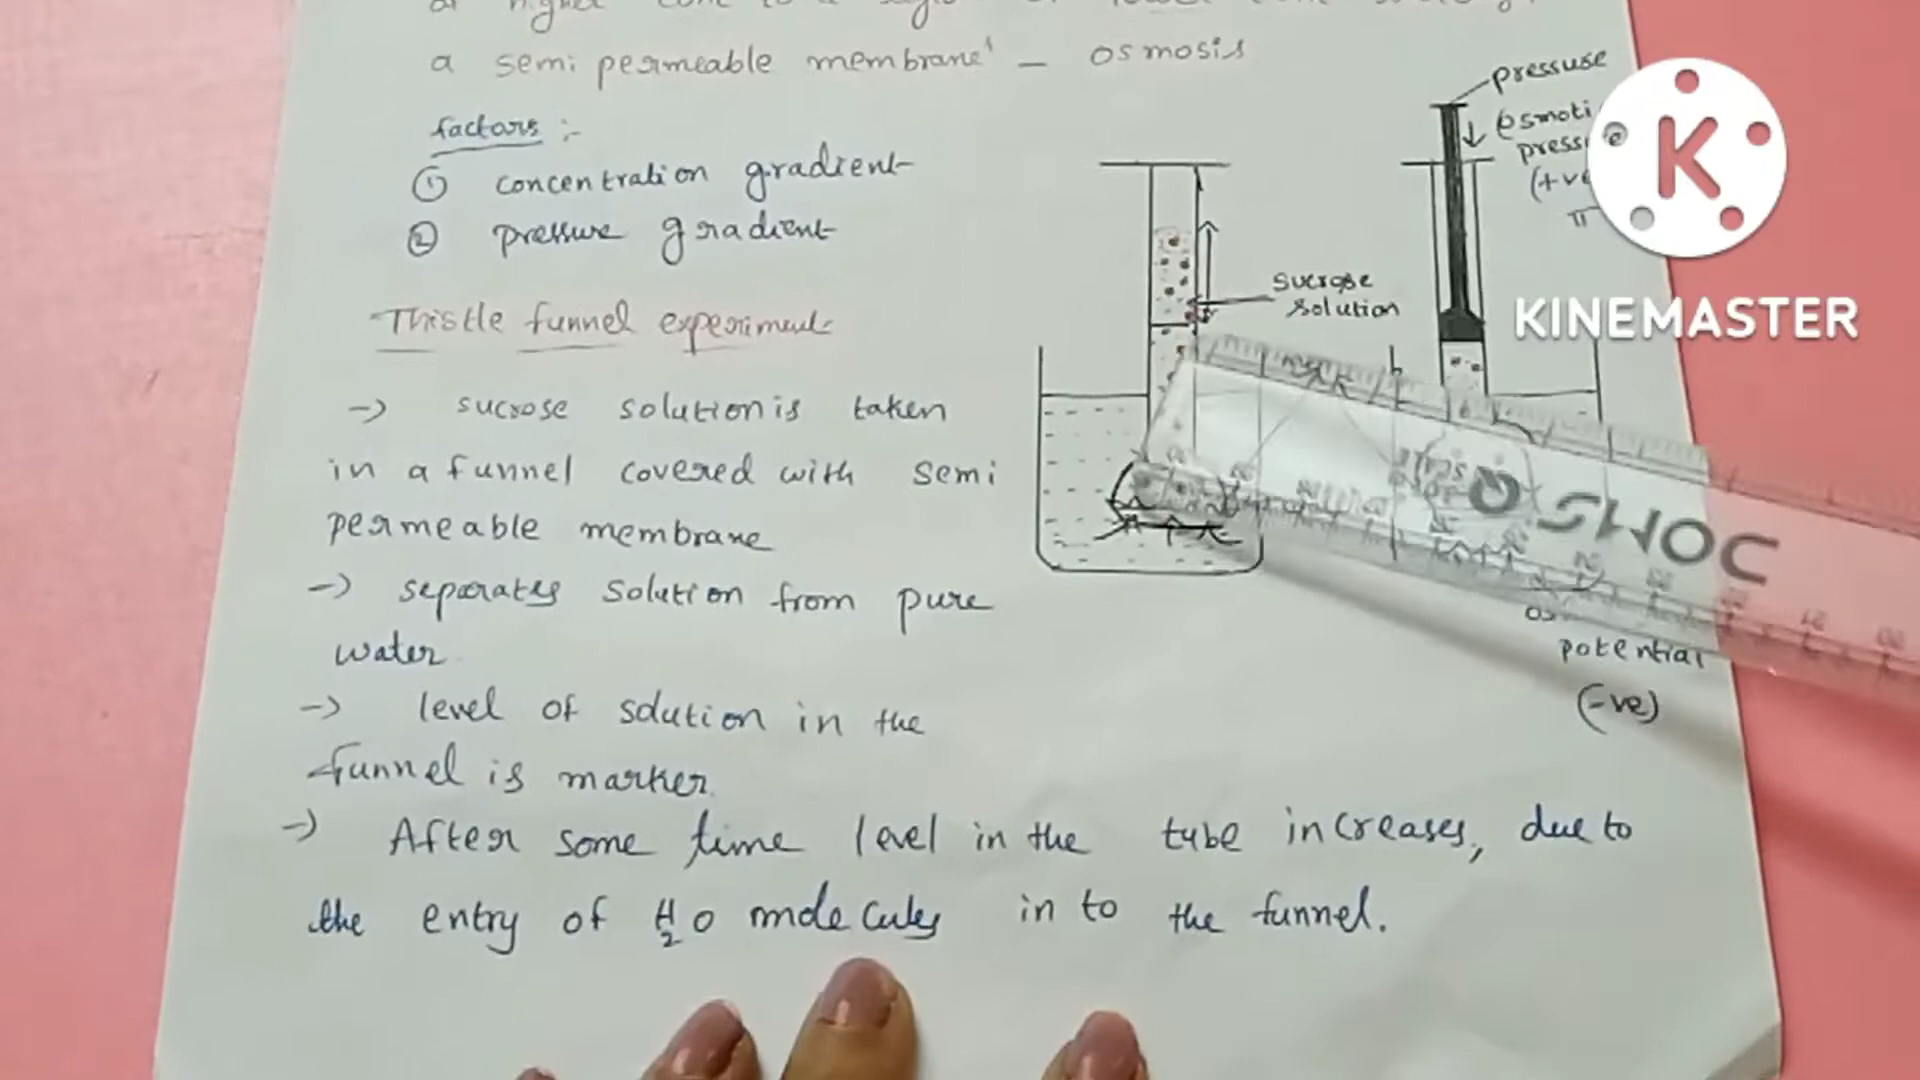 a semi permeable membrane' - osmosis
factors :-
① concentration gradient
② pressure gradient
Thistle funnel experiment
→ sucrose solution is taken
in a funnel covered with semi
permeable membrane
→ separates solution from pure
water
→ level of solution in the
funnel is marker
→ After some time level in the tube increases, due to
the entry of H2O molecules in to the funnel.
sucrose
solution
pressure
(+ve
π
potential
(-ve)
K
KINEMASTER
DOMS